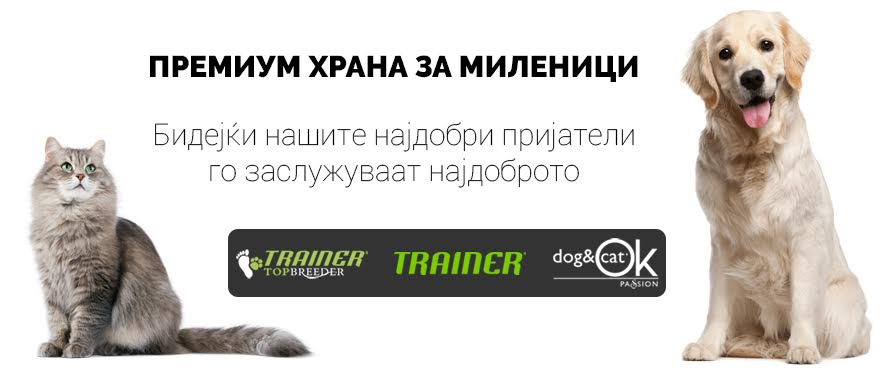 ПРЕМИУМ ХРАНА ЗА МИЛЕНИЦИ
Бидејќи нашите најдобри пријатели
го заслужуваат најдоброто
TRAINER®
TOPBREEDER
TRAINER®
dog&cat® Ok
PASSION